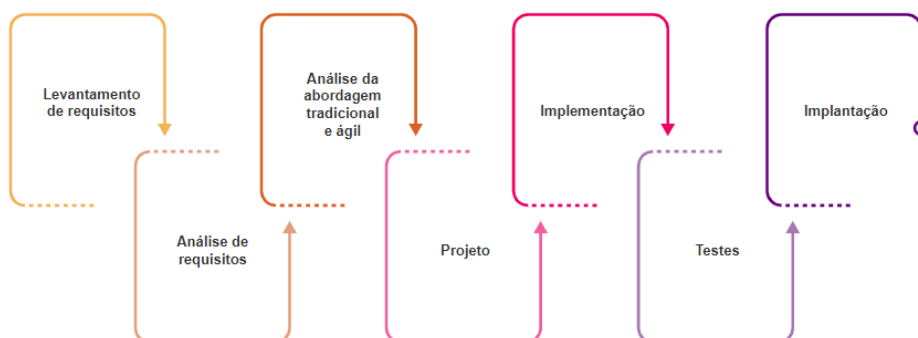 Levantamento
de requisitos
Análise de
requisitos
Análise da
abordagem
tradicional
e ágil
Projeto
Implementação
Testes
Implantação